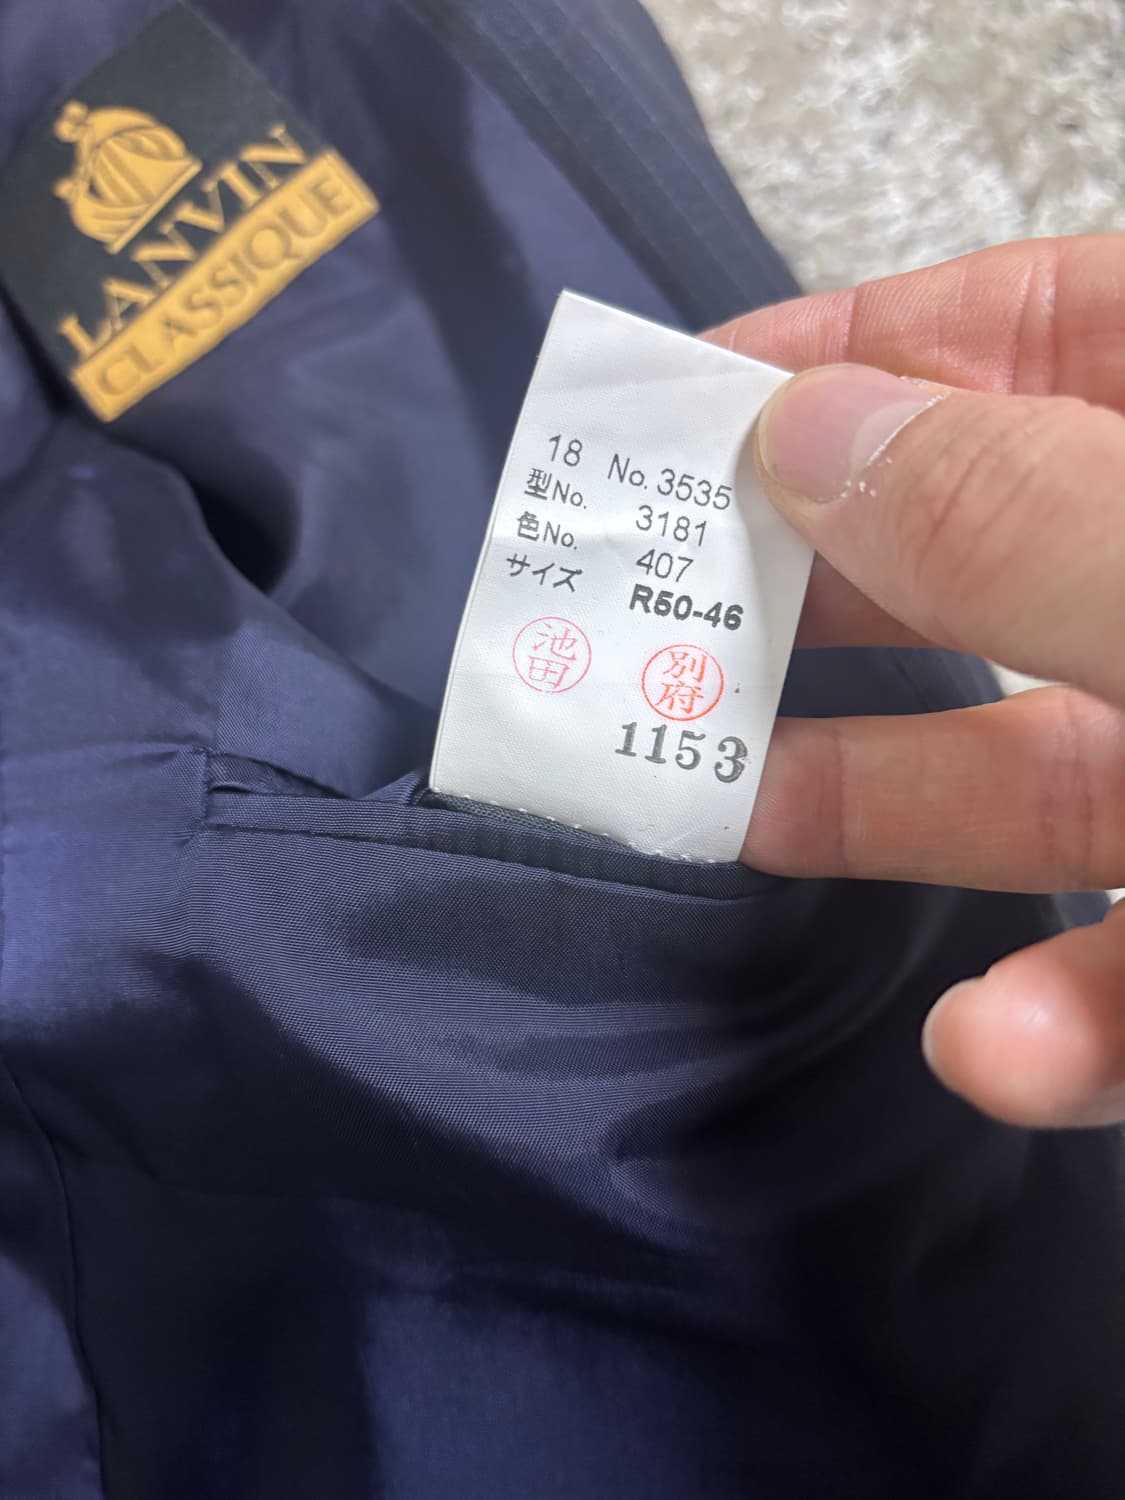 LANVIN
CLASSIQUE
18 No. 3535
型No. 3181
色No. 407
サイズ R50-46
池田
別府
1153